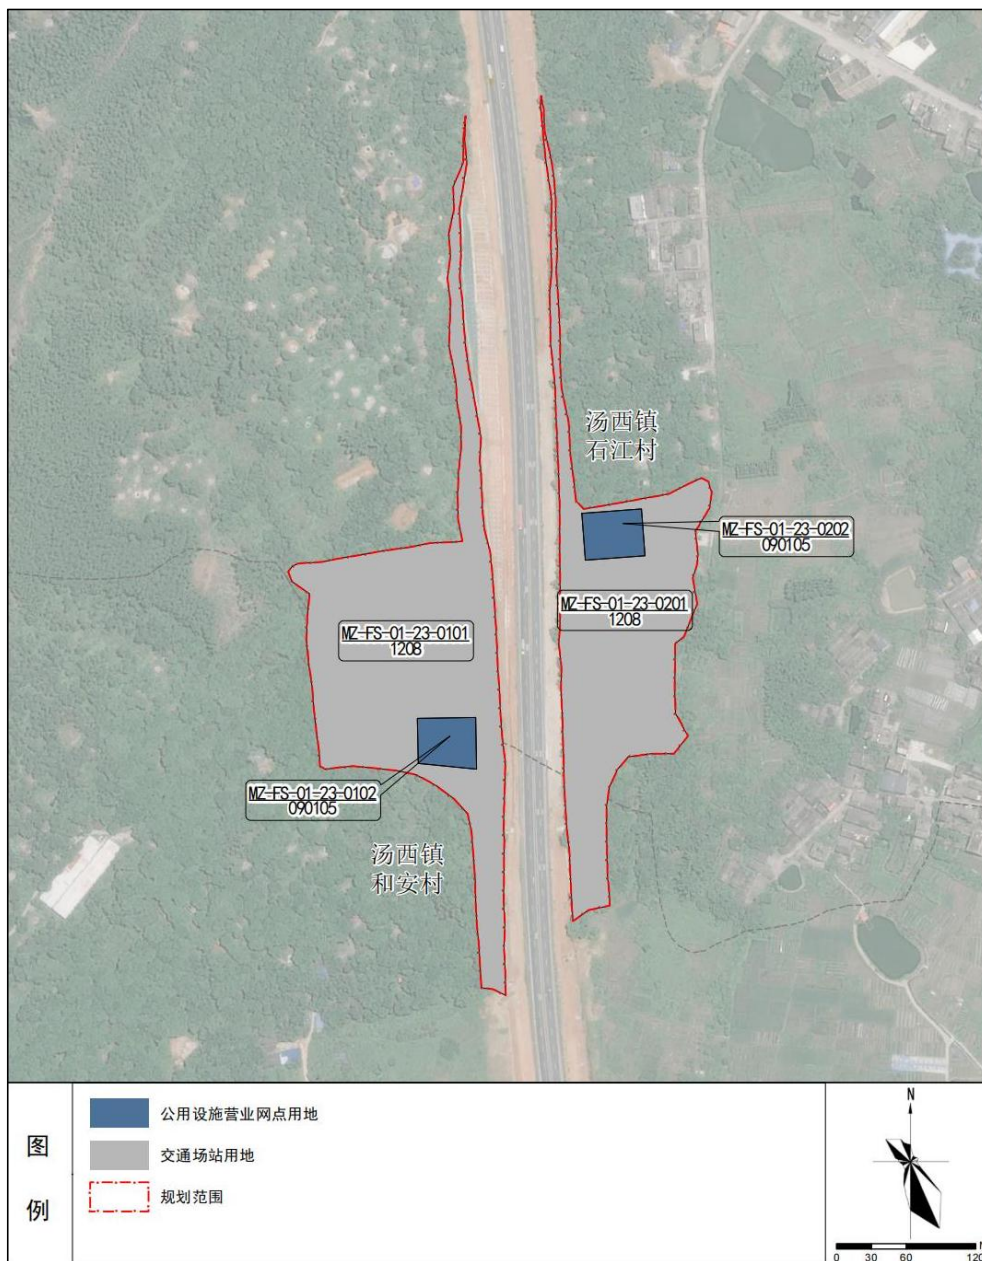 汤西镇
石江村
MZ-FS-01-23-0202
090105
MZ-FS-01-23-0201
1208
MZ-FS-01-23-0101
1208
MZ-FS-01-23-0102
090105
汤西镇
和安村
图例
公用设施营业网点用地
交通场站用地
规划范围
N
0 30 60 120 M